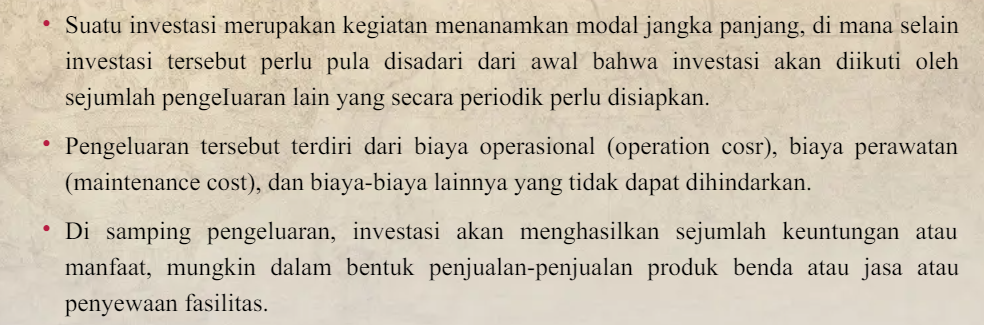 • Suatu investasi merupakan kegiatan menanamkan modal jangka panjang, di mana selain
investasi tersebut perlu pula disadari dari awal bahwa investasi akan diikuti oleh
sejumlah pengeIuaran lain yang secara periodik perlu disiapkan.
• Pengeluaran tersebut terdiri dari biaya operasional (operation cosr), biaya perawatan
(maintenance cost), dan biaya-biaya lainnya yang tidak dapat dihindarkan.
• Di samping pengeluaran, investasi akan menghasilkan sejumlah keuntungan atau
manfaat, mungkin dalam bentuk penjualan-penjualan produk benda atau jasa atau
penyewaan fasilitas.